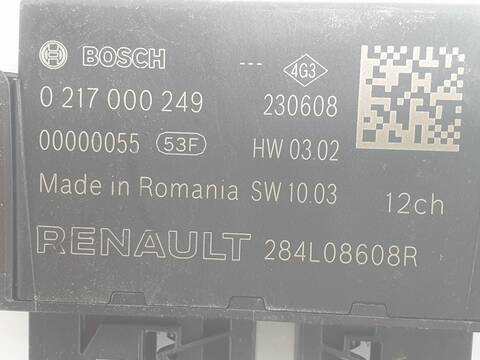 BOSCH --- 4G3
0 217 000 249 230608
00000055 53F HW 03.02
Made in Romania SW 10.03 12ch
RENAULT 284L08608R